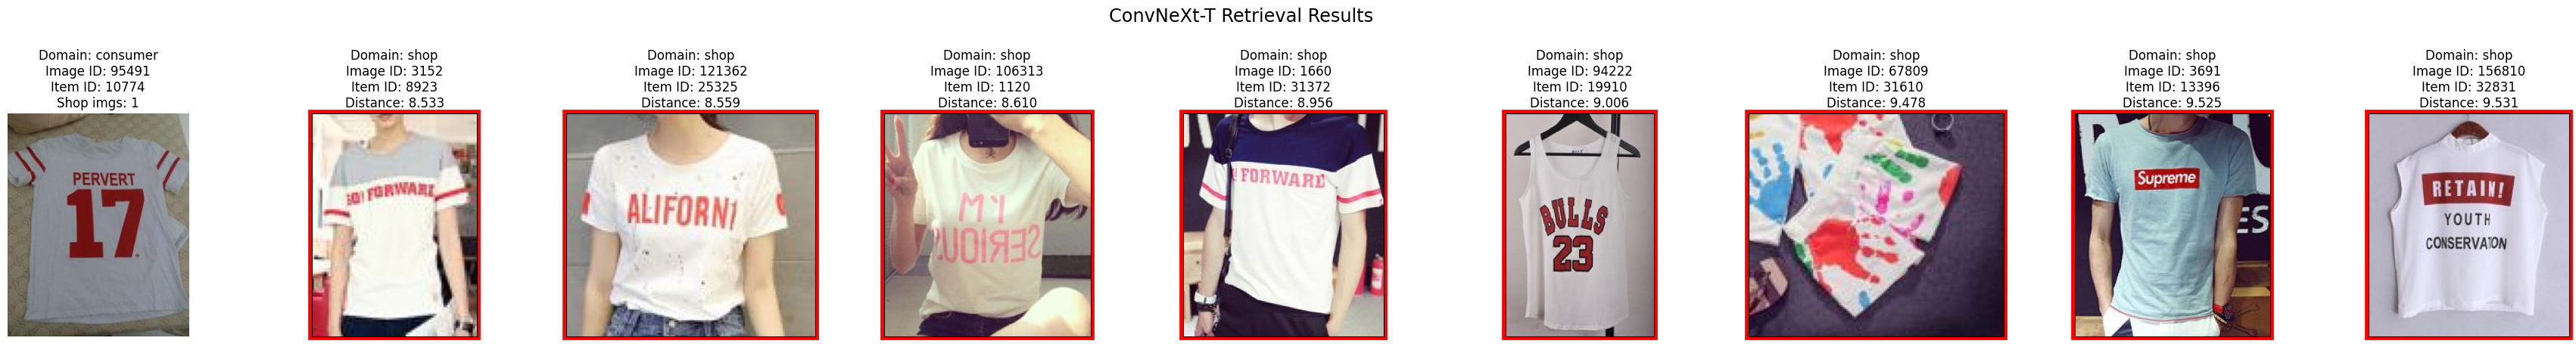 ConvNeXt-T Retrieval Results
Domain: consumer
Image ID: 95491
Item ID: 10774
Shop imgs: 1
PERVERT
17
Domain: shop
Image ID: 3152
Item ID: 8923
Distance: 8.533
GO! FORWARD
Domain: shop
Image ID: 121362
Item ID: 25325
Distance: 8.559
ALIFORNI
Domain: shop
Image ID: 106313
Item ID: 1120
Distance: 8.610
I'M
SERIOUS
Domain: shop
Image ID: 1660
Item ID: 31372
Distance: 8.956
! FORWARD
Domain: shop
Image ID: 94222
Item ID: 19910
Distance: 9.006
BULLS
23
Domain: shop
Image ID: 67809
Item ID: 31610
Distance: 9.478
Domain: shop
Image ID: 3691
Item ID: 13396
Distance: 9.525
Supreme
ES
Domain: shop
Image ID: 156810
Item ID: 32831
Distance: 9.531
RETAIN!
YOUTH
CONSERVATION